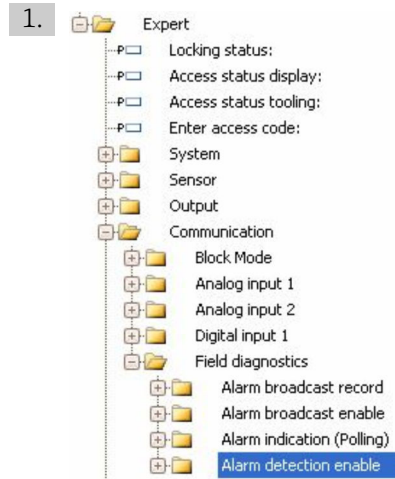 1.
Expert
Locking status:
Access status display:
Access status tooling:
Enter access code:
System
Sensor
Output
Communication
Block Mode
Analog input 1
Analog input 2
Digital input 1
Field diagnostics
Alarm broadcast record
Alarm broadcast enable
Alarm indication (Polling)
Alarm detection enable